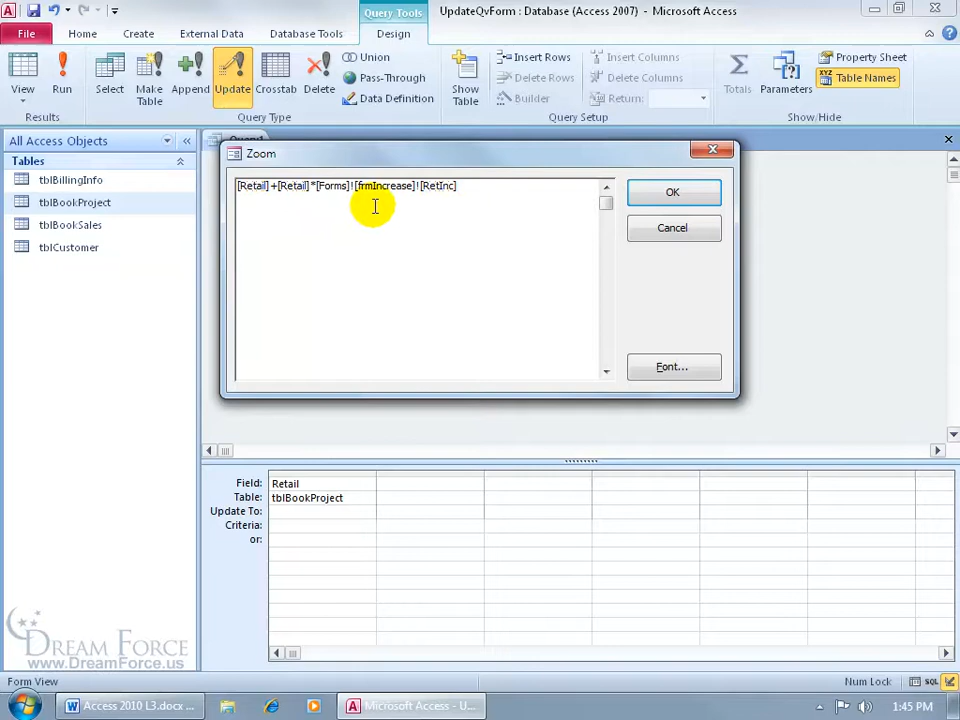 Query Tools
UpdateQvForm : Database (Access 2007) - Microsoft Access
File
Home
Create
External Data
Database Tools
Design
View
Run
Select
Make Table
Append
Update
Crosstab
Delete
Union
Pass-Through
Data Definition
Show Table
Insert Rows
Delete Rows
Builder
Insert Columns
Delete Columns
Return:
Totals
Parameters
Property Sheet
Table Names
Results
Query Type
Query Setup
Show/Hide
All Access Objects
Tables
tblBillingInfo
tblBookProject
tblBookSales
tblCustomer
Query1
Zoom
[Retail]+[Retail]*[Forms]![frmIncrease]![RetInc]
OK
Cancel
Font...
Field: Retail
Table: tblBookProject
Update To:
Criteria:
or:
DREAM FORCE
www.DreamForce.us
Form View
Num Lock
SQL
Access 2010 L3.docx ...
Microsoft Access - U...
1:45 PM